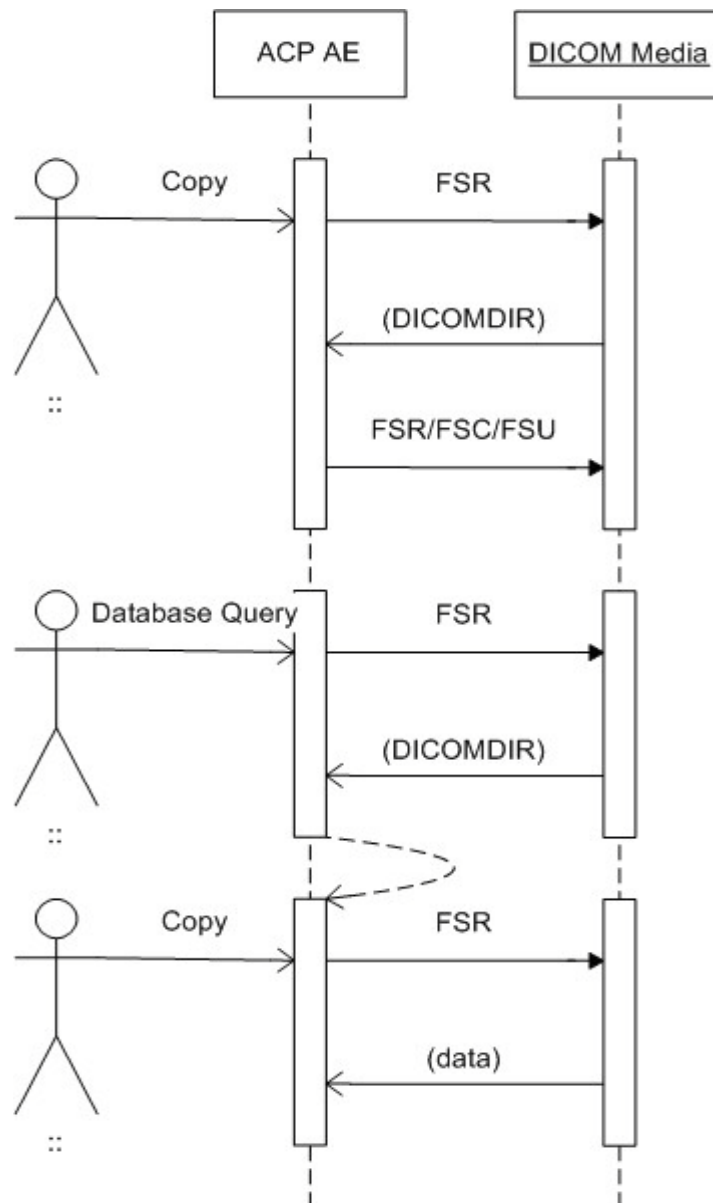 ACP AE
DICOM Media
Copy
FSR
(DICOMDIR)
FSR/FSC/FSU
::
Database Query
FSR
(DICOMDIR)
::
Copy
FSR
(data)
::